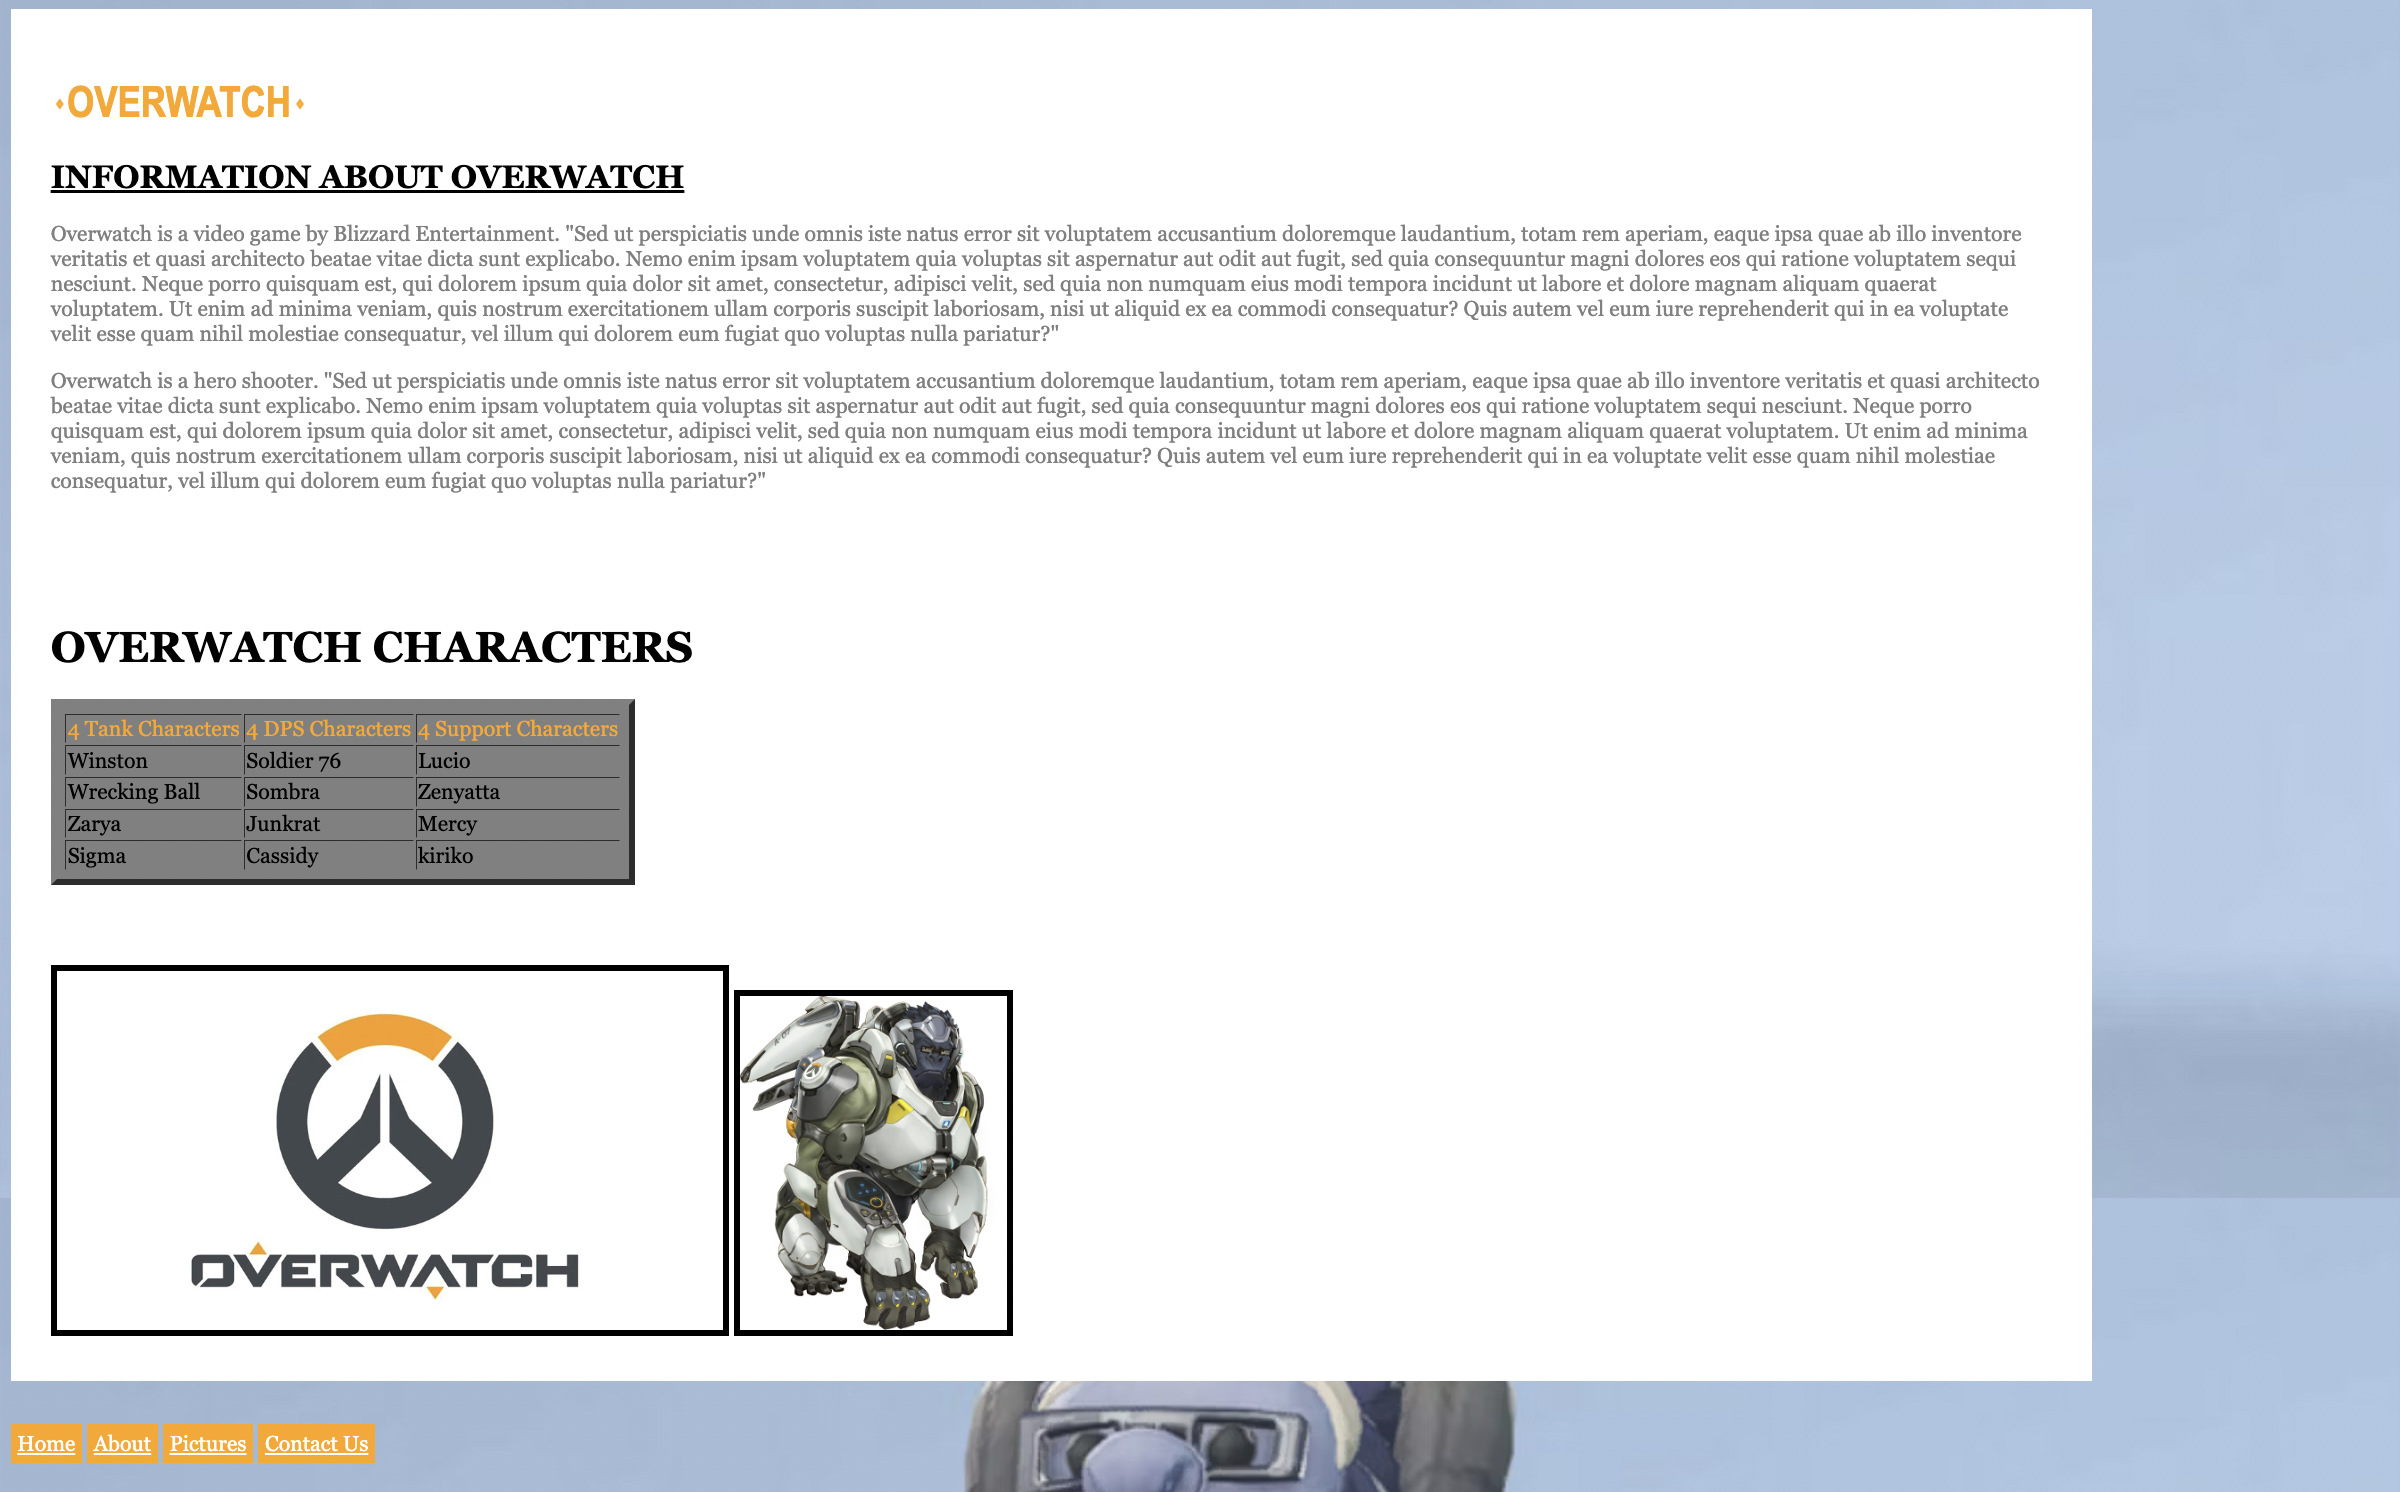 OVERWATCH
INFORMATION ABOUT OVERWATCH
Overwatch is a video game by Blizzard Entertainment. "Sed ut perspiciatis unde omnis iste natus error sit voluptatem accusantium doloremque laudantium, totam rem aperiam, eaque ipsa quae ab illo inventore
veritatis et quasi architecto beatae vitae dicta sunt explicabo. Nemo enim ipsam voluptatem quia voluptas sit aspernatur aut odit aut fugit, sed quia consequuntur magni dolores eos qui ratione voluptatem sequi
nesciunt. Neque porro quisquam est, qui dolorem ipsum quia dolor sit amet, consectetur, adipisci velit, sed quia non numquam eius modi tempora incidunt ut labore et dolore magnam aliquam quaerat
voluptatem. Ut enim ad minima veniam, quis nostrum exercitationem ullam corporis suscipit laboriosam, nisi ut aliquid ex ea commodi consequatur? Quis autem vel eum iure reprehenderit qui in ea voluptate
velit esse quam nihil molestiae consequatur, vel illum qui dolorem eum fugiat quo voluptas nulla pariatur?"
Overwatch is a hero shooter. "Sed ut perspiciatis unde omnis iste natus error sit voluptatem accusantium doloremque laudantium, totam rem aperiam, eaque ipsa quae ab illo inventore veritatis et quasi architecto
beatae vitae dicta sunt explicabo. Nemo enim ipsam voluptatem quia voluptas sit aspernatur aut odit aut fugit, sed quia consequuntur magni dolores eos qui ratione voluptatem sequi nesciunt. Neque porro
quisquam est, qui dolorem ipsum quia dolor sit amet, consectetur, adipisci velit, sed quia non numquam eius modi tempora incidunt ut labore et dolore magnam aliquam quaerat voluptatem. Ut enim ad minima
veniam, quis nostrum exercitationem ullam corporis suscipit laboriosam, nisi ut aliquid ex ea commodi consequatur? Quis autem vel eum iure reprehenderit qui in ea voluptate velit esse quam nihil molestiae
consequatur, vel illum qui dolorem eum fugiat quo voluptas nulla pariatur?"
OVERWATCH CHARACTERS
4 Tank Characters 4 DPS Characters 4 Support Characters
Winston Soldier 76 Lucio
Wrecking Ball Sombra Zenyatta
Zarya Junkrat Mercy
Sigma Cassidy kiriko
OVERWATCH
Home About Pictures Contact Us